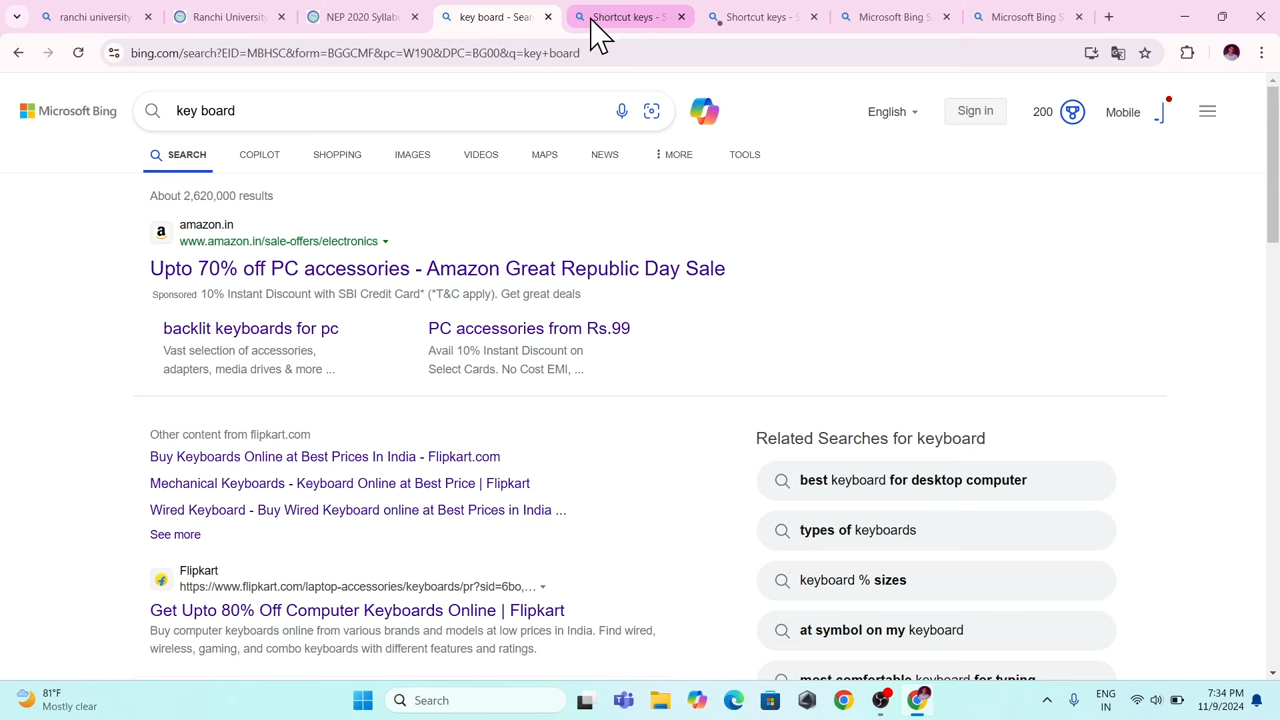 ranchi university
Ranchi Universit
NEP 2020 Syllab
key board - Sear
Shortcut keys - S
Shortcut keys - S
Microsoft Bing S
Microsoft Bing S
bing.com/search?EID=MBHSC&form=BGGCMF&pc=W190&DPC=BG00&q=key+board
Microsoft Bing
key board
English
Sign in
200
Mobile
SEARCH
COPILOT
SHOPPING
IMAGES
VIDEOS
MAPS
NEWS
MORE
TOOLS
About 2,620,000 results
amazon.in
www.amazon.in/sale-offers/electronics
Upto 70% off PC accessories - Amazon Great Republic Day Sale
Sponsored 10% Instant Discount with SBI Credit Card* (*T&C apply). Get great deals
backlit keyboards for pc
Vast selection of accessories,
adapters, media drives & more ...
PC accessories from Rs.99
Avail 10% Instant Discount on
Select Cards. No Cost EMI, ...
Other content from flipkart.com
Buy Keyboards Online at Best Prices In India - Flipkart.com
Mechanical Keyboards - Keyboard Online at Best Price | Flipkart
Wired Keyboard - Buy Wired Keyboard online at Best Prices in India ...
See more
Flipkart
https://www.flipkart.com/laptop-accessories/keyboards/pr?sid=6bo,...
Get Upto 80% Off Computer Keyboards Online | Flipkart
Buy computer keyboards online from various brands and models at low prices in India. Find wired,
wireless, gaming, and combo keyboards with different features and ratings.
Related Searches for keyboard
best keyboard for desktop computer
types of keyboards
keyboard % sizes
at symbol on my keyboard
most comfortable keyboard for typing
81°F
Mostly clear
Search
ENG
IN
7:34 PM
11/9/2024